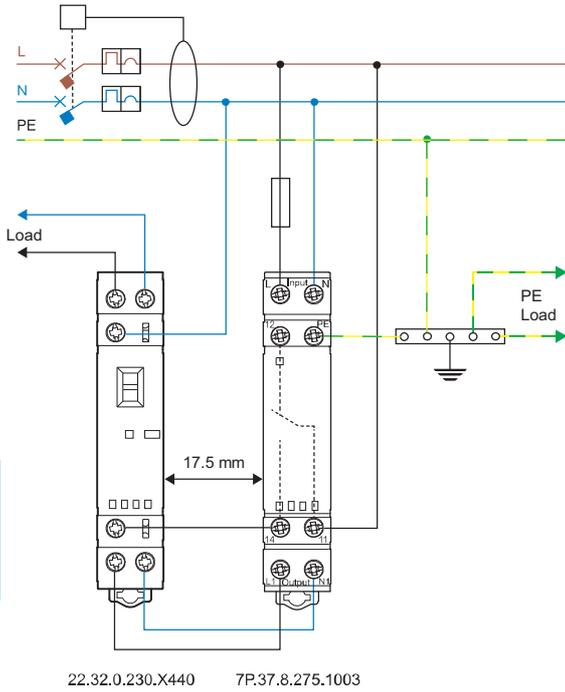 L
N
PE
Load
L Input N
12 PE
PE
Load
17.5 mm
14 11
L1 Output N1
22.32.0.230.X440 7P.37.8.275.1003